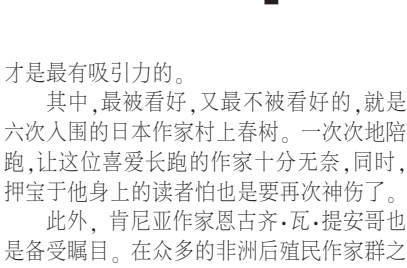 才是最有吸引力的。
其中,最被看好,又最不被看好的,就是
六次入围的日本作家村上春树。一次次地陪
跑,让这位喜爱长跑的作家十分无奈,同时,
押宝于他身上的读者怕也是要再次神伤了。
此外，肯尼亚作家恩古齐·瓦·提安哥也
是备受瞩目。在众多的非洲后殖民作家群之